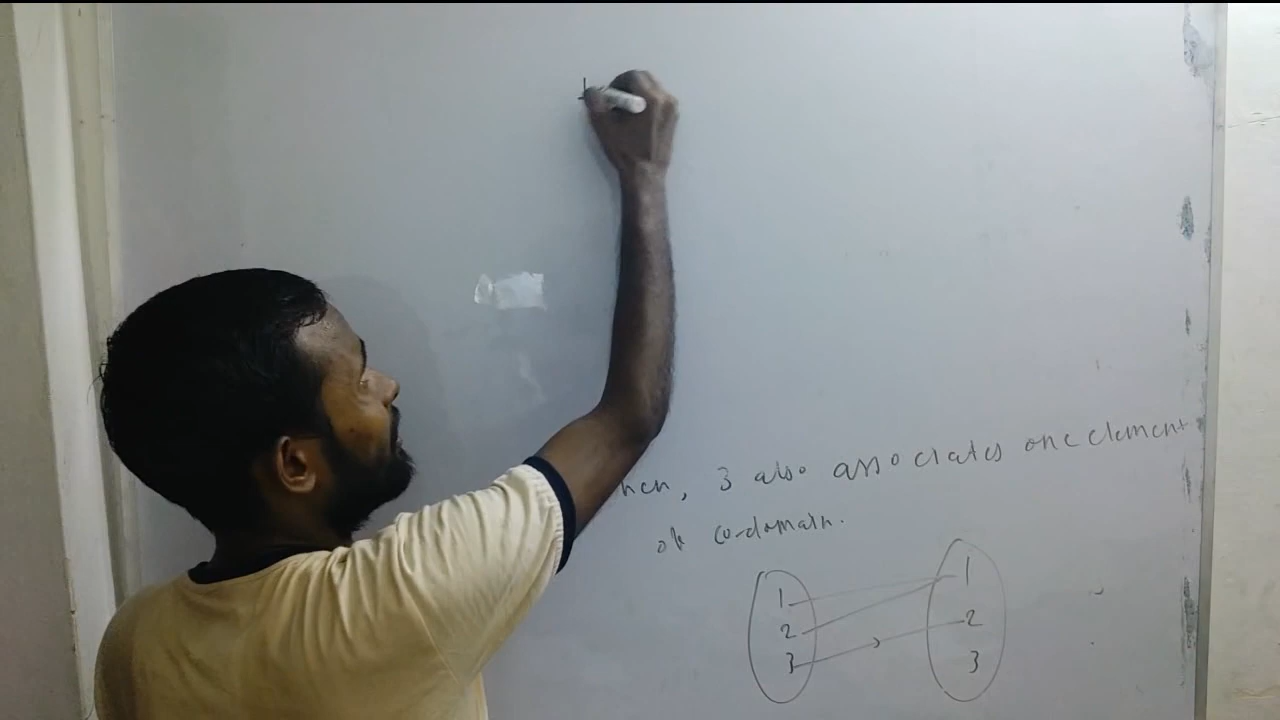 hen, 3 also associates one element
of co-domain.
1 1
2 2
3 3